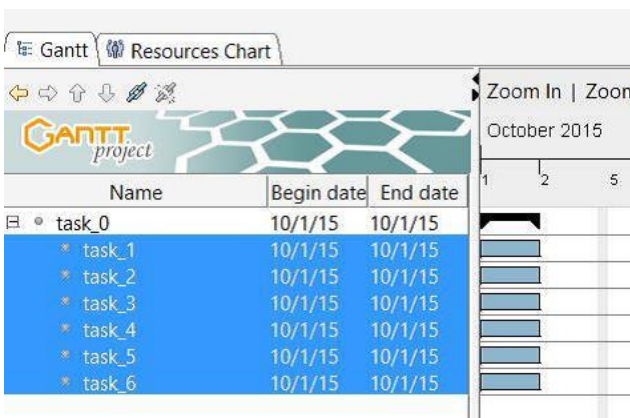 Gantt Resources Chart
Zoom In | Zoom
GANTT
project
October 2015
Name Begin date End date 1 2 5
task_0 10/1/15 10/1/15
task_1 10/1/15 10/1/15
task_2 10/1/15 10/1/15
task_3 10/1/15 10/1/15
task_4 10/1/15 10/1/15
task_5 10/1/15 10/1/15
task_6 10/1/15 10/1/15